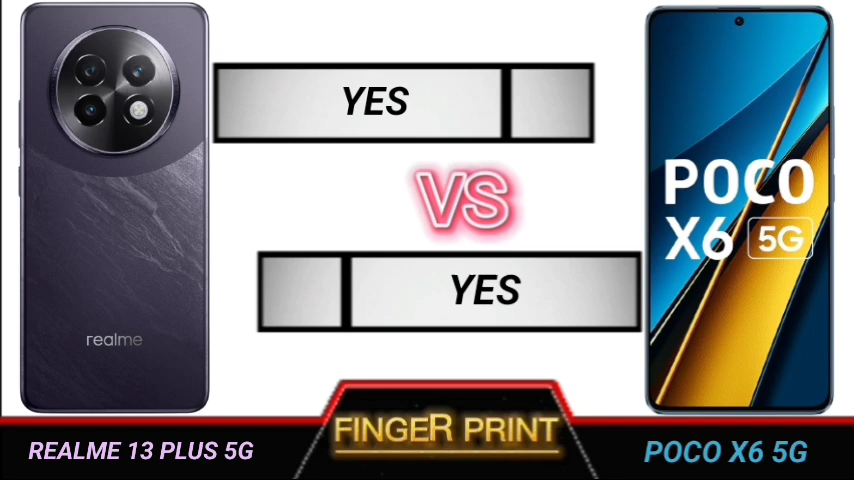 YES
VS
YES
POCO
X6 5G
realme
FINGER PRINT
REALME 13 PLUS 5G
POCO X6 5G